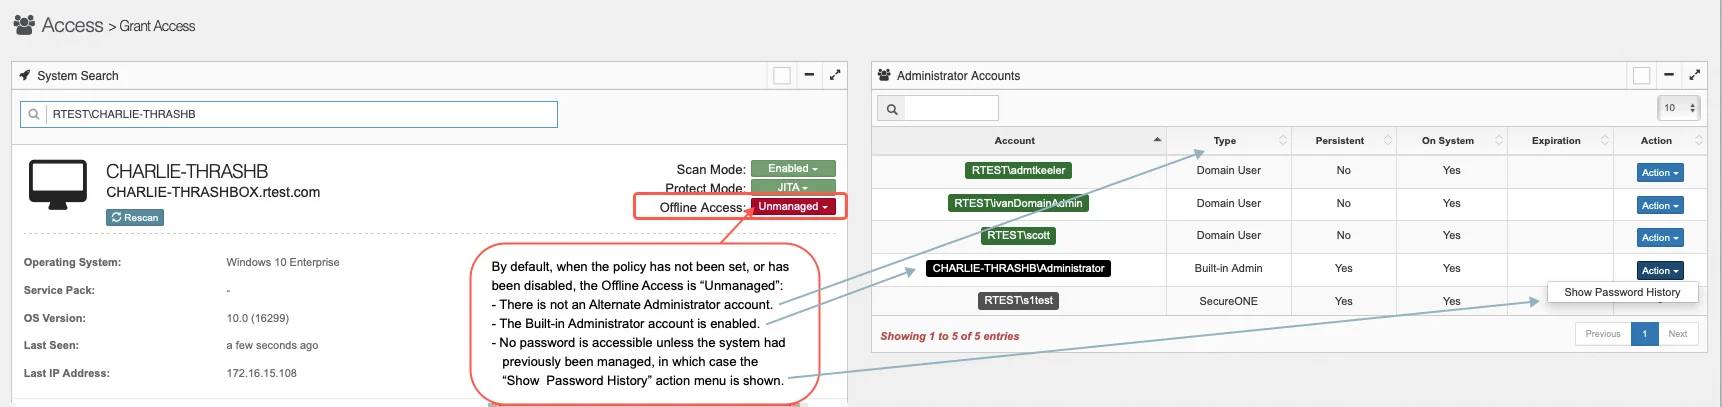 Access > Grant Access
System Search
RTEST\CHARLIE-THRASHB
CHARLIE-THRASHB
CHARLIE-THRASHBOX.rtest.com
Rescan
Scan Mode: Enabled
Protect Mode: JITA
Offline Access: Unmanaged
Operating System: Windows 10 Enterprise
Service Pack: -
OS Version: 10.0 (16299)
Last Seen: a few seconds ago
Last IP Address: 172.16.15.108
By default, when the policy has not been set, or has
been disabled, the Offline Access is “Unmanaged”:
- There is not an Alternate Administrator account.
- The Built-in Administrator account is enabled.
- No password is accessible unless the system had
previously been managed, in which case the
“Show Password History” action menu is shown.
Administrator Accounts
10
Account Type Persistent On System Expiration Action
RTEST\admtkeeler Domain User No Yes Action
RTEST\ivanDomainAdmin Domain User No Yes Action
RTEST\scott Domain User No Yes Action
CHARLIE-THRASHB\Administrator Built-in Admin Yes Yes Action
RTEST\s1test SecureONE Yes Yes
Show Password History
Showing 1 to 5 of 5 entries
Previous 1 Next